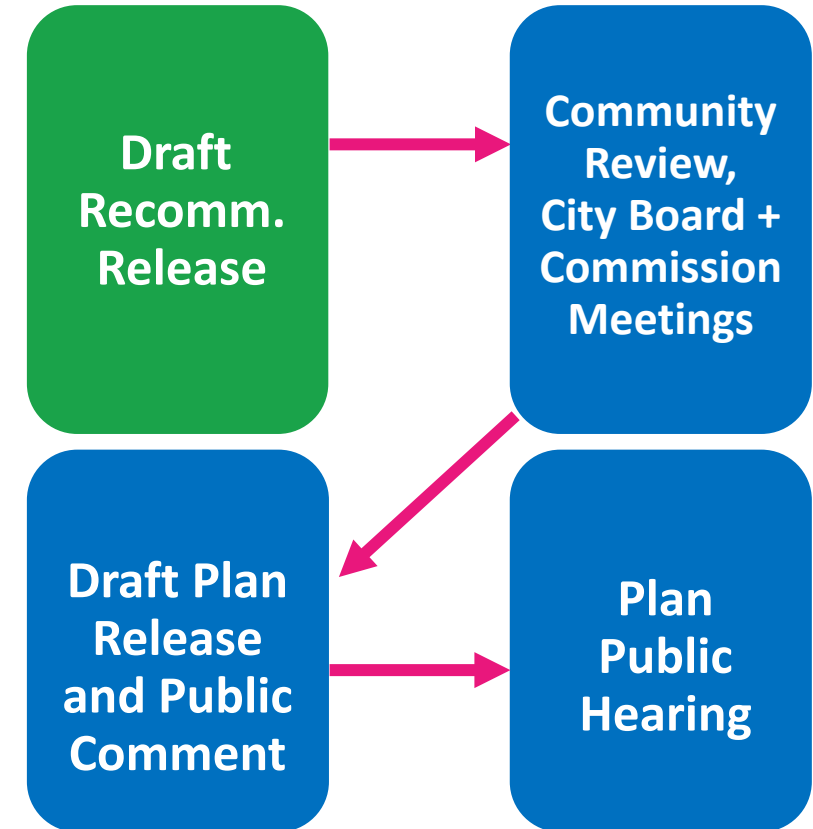 Draft
Recomm.
Release
Community
Review,
City Board +
Commission
Meetings
Draft Plan
Release
and Public
Comment
Plan
Public
Hearing